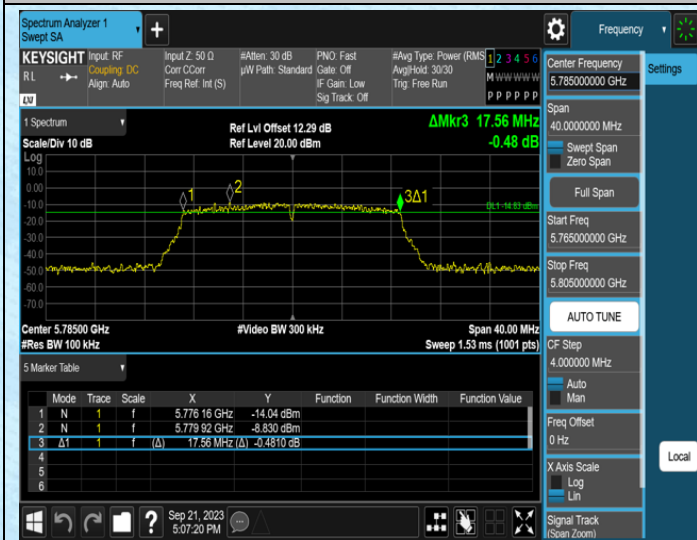 Spectrum Analyzer 1
Swept SA
+
Frequency
KEYSIGHT
RL
LXI
Input: RF
Coupling: DC
Align: Auto
Input Z: 50 Ω
Corr CCorr
Freq Ref: Int (S)
#Atten: 30 dB
µW Path: Standard
PNO: Fast
Gate: Off
IF Gain: Low
Sig Track: Off
#Avg Type: Power (RMS
Avg|Hold: 30/30
Trig: Free Run
1 2 3 4 5 6
M W W W W W
P P P P P P
1 Spectrum
Scale/Div 10 dB
Ref Lvl Offset 12.29 dB
Ref Level 20.00 dBm
ΔMkr3 17.56 MHz
-0.48 dB
Log
10.0
0.00
-10.0
-20.0
-30.0
-40.0
-50.0
-60.0
-70.0
1
2
3Δ1
DL1 -14.83 dBm
Center 5.78500 GHz
#Res BW 100 kHz
#Video BW 300 kHz
Span 40.00 MHz
Sweep 1.53 ms (1001 pts)
5 Marker Table
Mode Trace Scale X Y Function Function Width Function Value
1 N 1 f 5.776 16 GHz -14.04 dBm
2 N 1 f 5.779 92 GHz -8.830 dBm
3 Δ1 1 f (Δ) 17.56 MHz (Δ) -0.4810 dB
4
5
6
Sep 21, 2023
5:07:20 PM
Center Frequency
5.785000000 GHz
Span
40.0000000 MHz
Swept Span
Zero Span
Full Span
Start Freq
5.765000000 GHz
Stop Freq
5.805000000 GHz
AUTO TUNE
CF Step
4.000000 MHz
Auto
Man
Freq Offset
0 Hz
X Axis Scale
Log
Lin
Signal Track
(Span Zoom)
Settings
Local